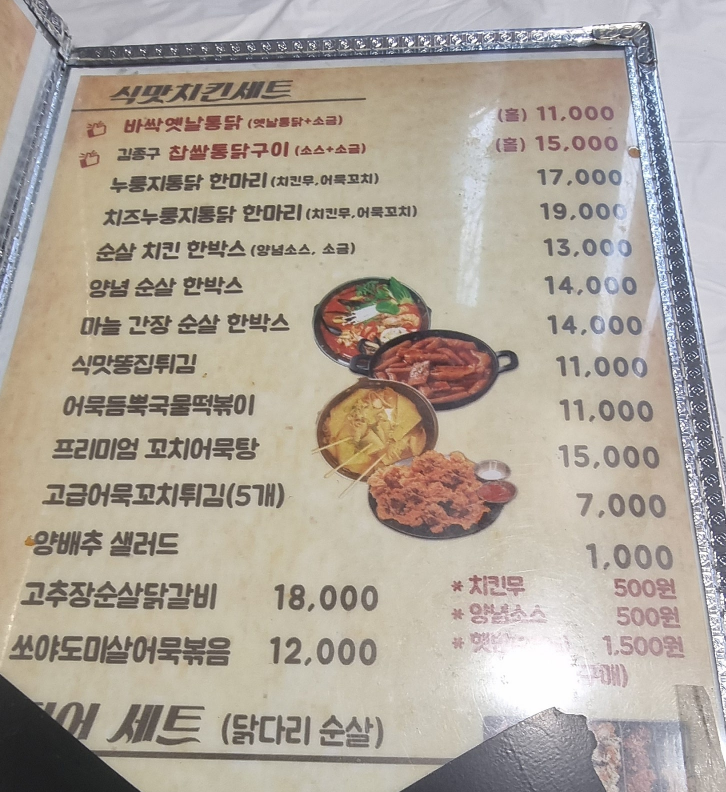 식맛치킨세트
바싹옛날통닭 (옛날통닭+소금) (홀) 11,000
김종구 찹쌀통닭구이 (소스+소금) (홀) 15,000
누룽지통닭 한마리 (치킨무,어묵꼬치) 17,000
치즈누룽지통닭 한마리 (치킨무,어묵꼬치) 19,000
순살 치킨 한박스 (양념소스, 소금) 13,000
양념 순살 한박스 14,000
마늘 간장 순살 한박스 14,000
식맛똥집튀김 11,000
어묵듬뿍국물떡볶이 11,000
프리미엄 꼬치어묵탕 15,000
고급어묵꼬치튀김(5개) 7,000
양배추 샐러드 1,000
고추장순살닭갈비 18,000
쏘야도미살어묵볶음 12,000
* 치킨무 500원
* 양념소스 500원
* 햇반 1,500원
세트 (닭다리 순살)